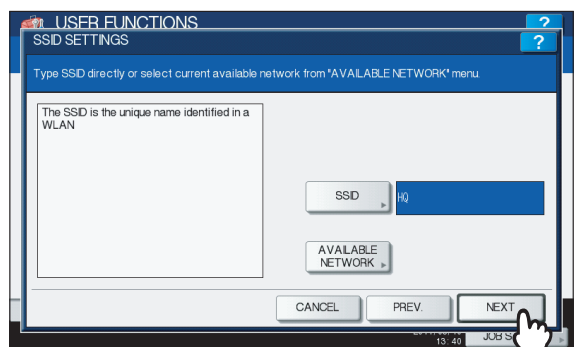 USER FUNCTIONS
?
SSID SETTINGS
?
Type SSID directly or select current available network from "AVAILABLE NETWORK" menu.
The SSID is the unique name identified in a
WLAN
SSID
HQ
AVAILABLE
NETWORK
CANCEL
PREV.
NEXT
13:40
JOB S